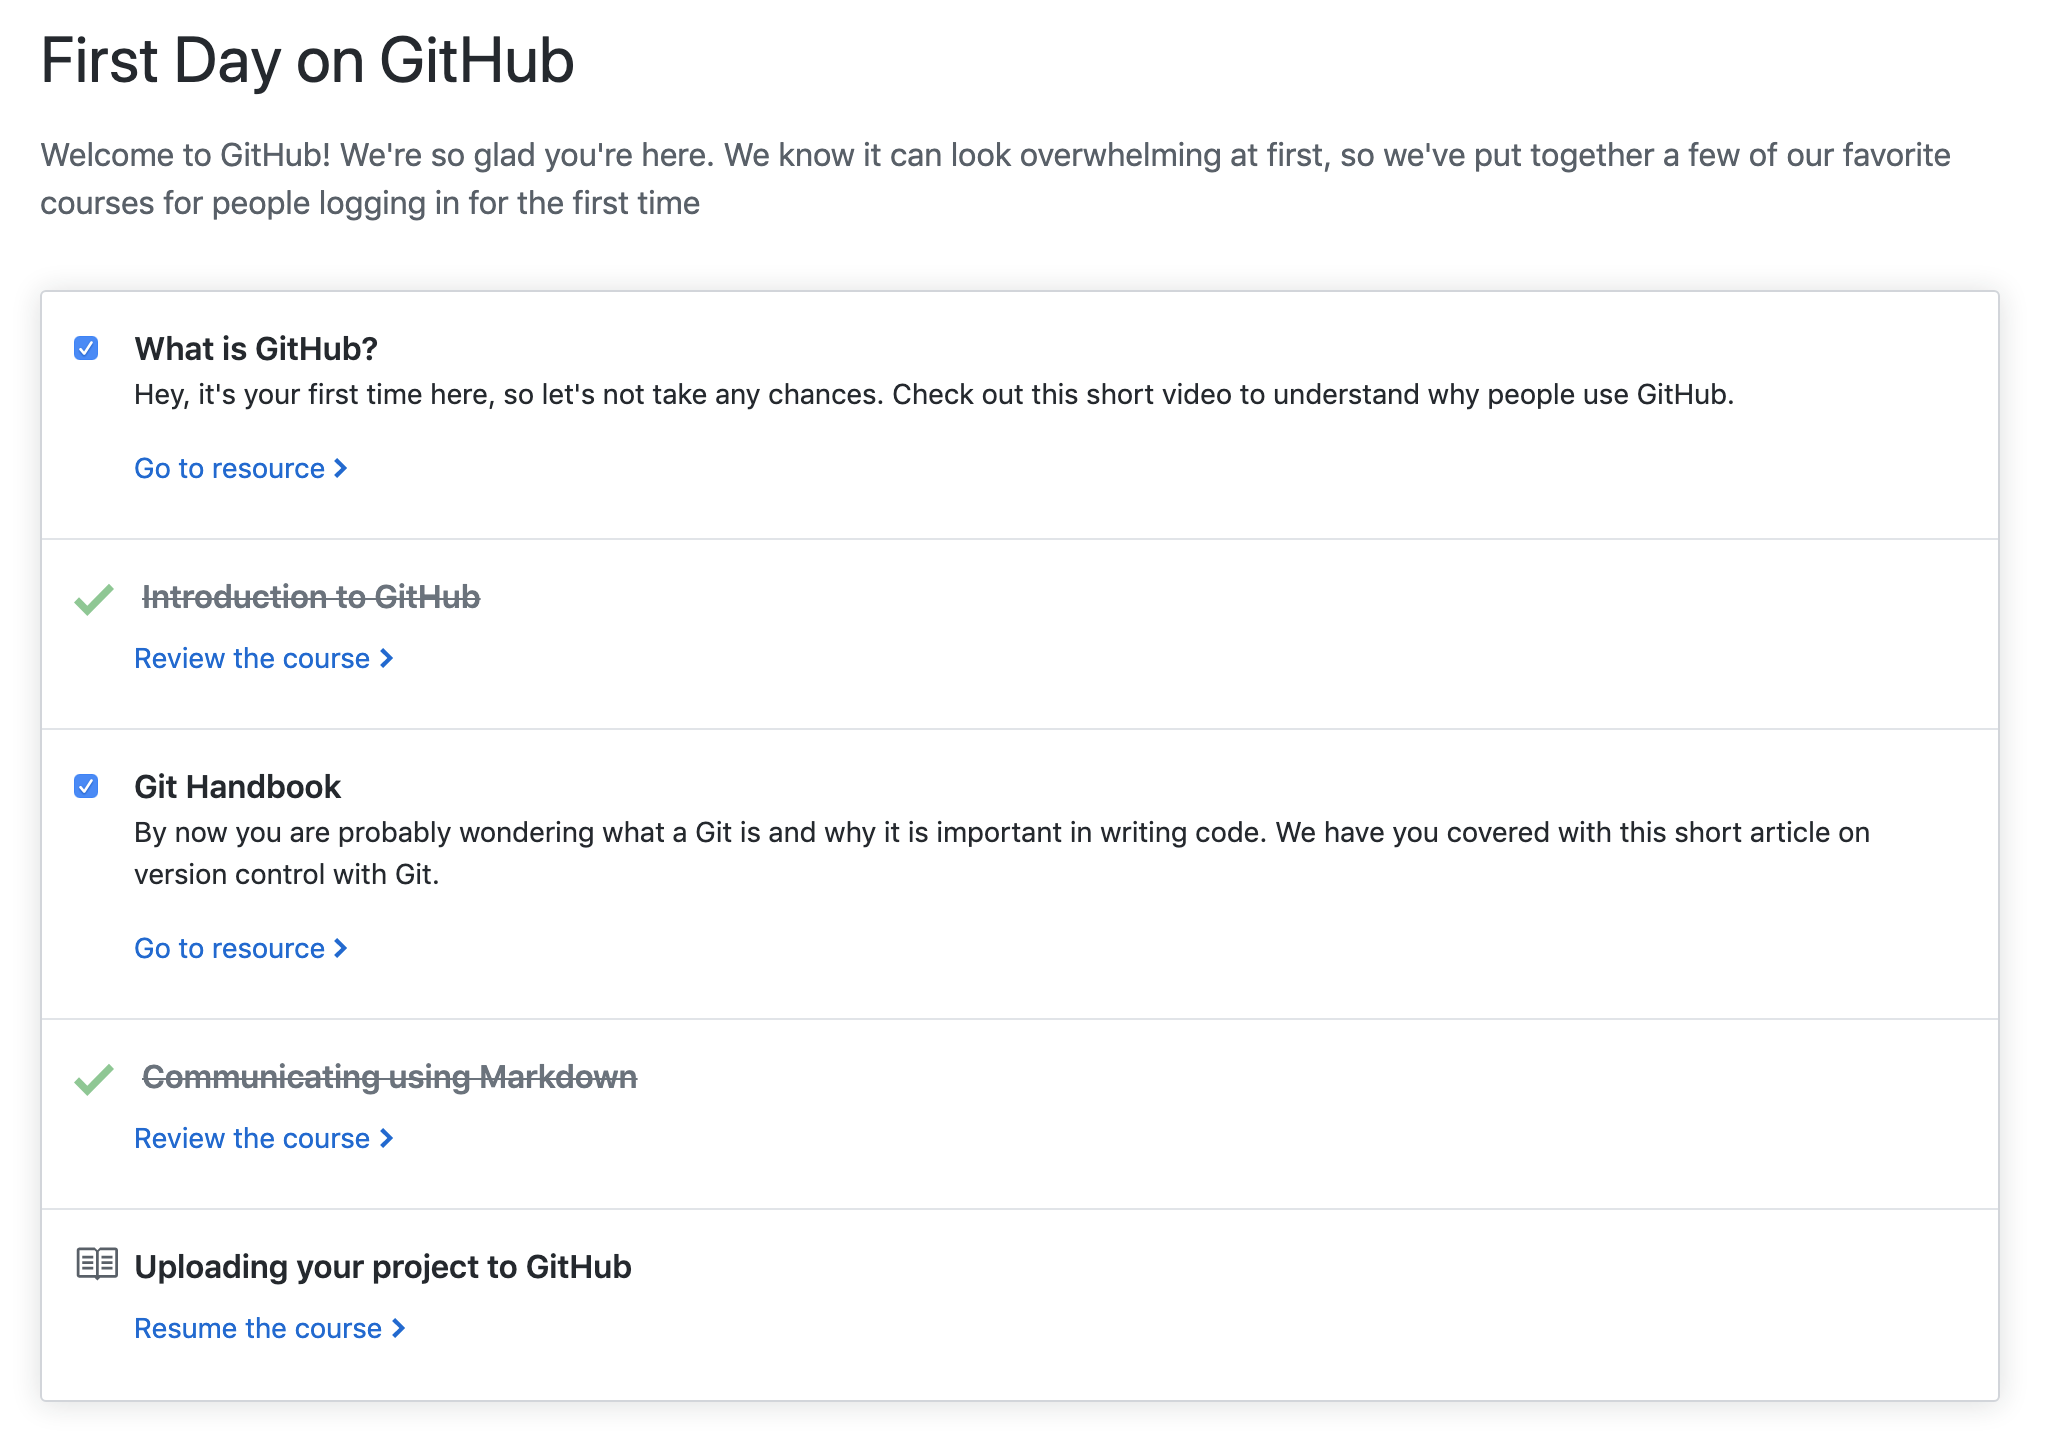 First Day on GitHub
Welcome to GitHub! We're so glad you're here. We know it can look overwhelming at first, so we've put together a few of our favorite
courses for people logging in for the first time
What is GitHub?
Hey, it's your first time here, so let's not take any chances. Check out this short video to understand why people use GitHub.
Go to resource
Introduction to GitHub
Review the course
Git Handbook
By now you are probably wondering what a Git is and why it is important in writing code. We have you covered with this short article on
version control with Git.
Go to resource
Communicating using Markdown
Review the course
Uploading your project to GitHub
Resume the course